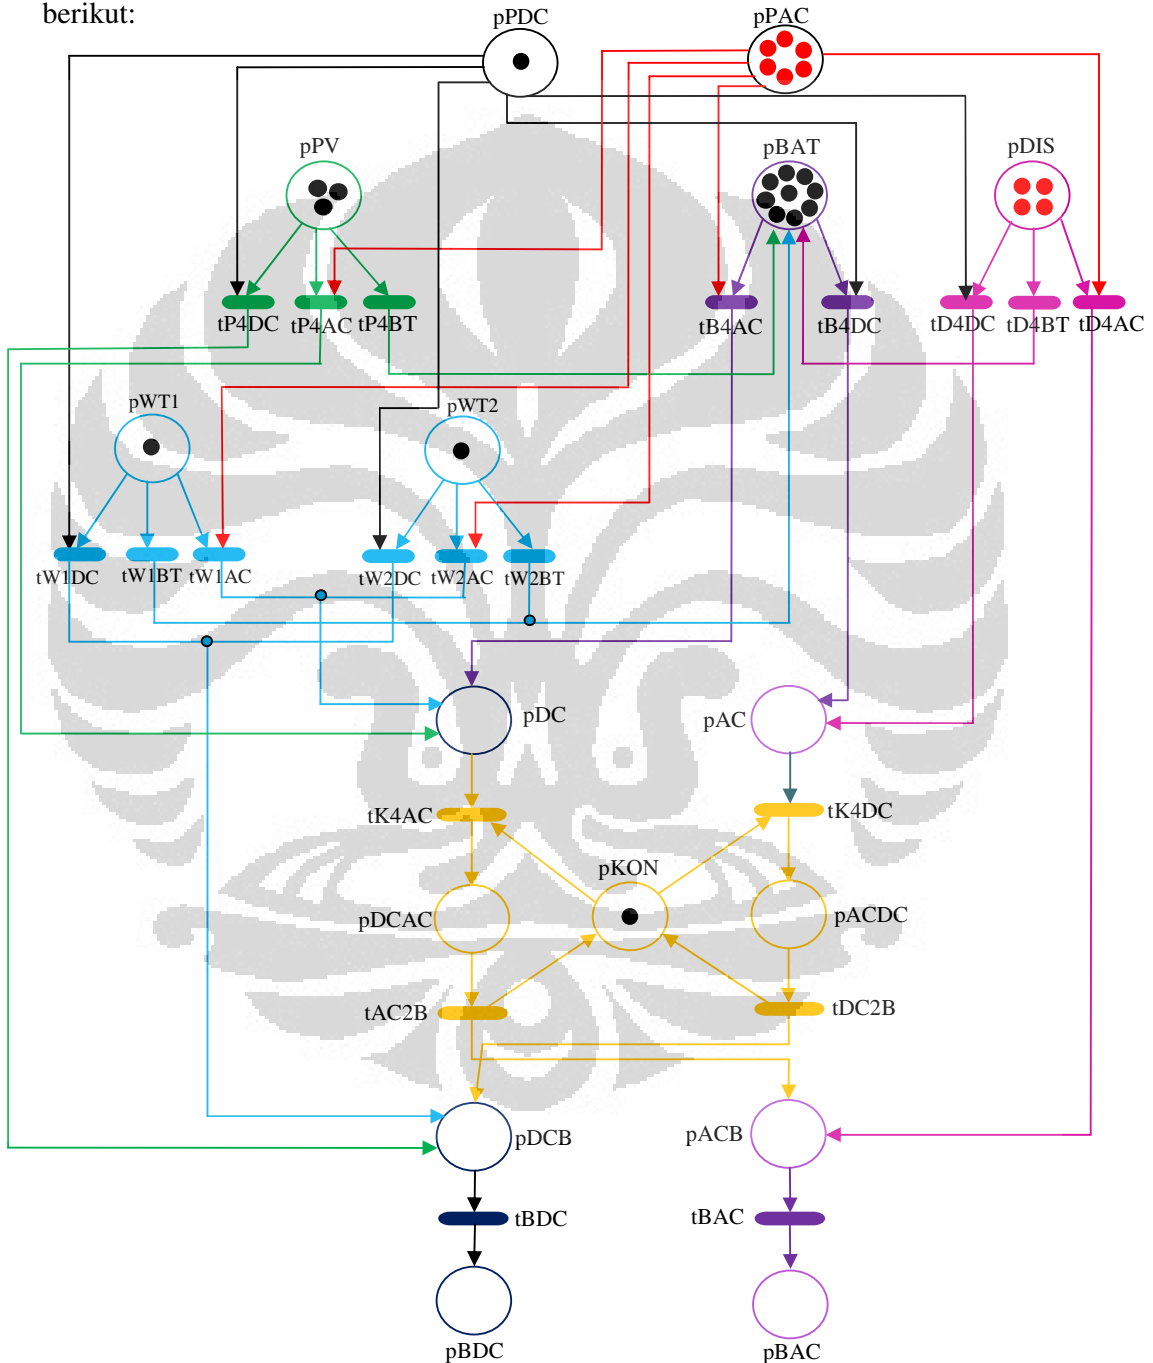 berikut:
pPDC
pPAC
pPV
pBAT
pDIS
tP4DC
tP4AC
tP4BT
tB4AC
tB4DC
tD4DC
tD4BT
tD4AC
pWT1
pWT2
tW1DC
tW1BT
tW1AC
tW2DC
tW2AC
tW2BT
pDC
pAC
tK4AC
tK4DC
pKON
pDCAC
pACDC
tAC2B
tDC2B
pDCB
pACB
tBDC
tBAC
pBDC
pBAC